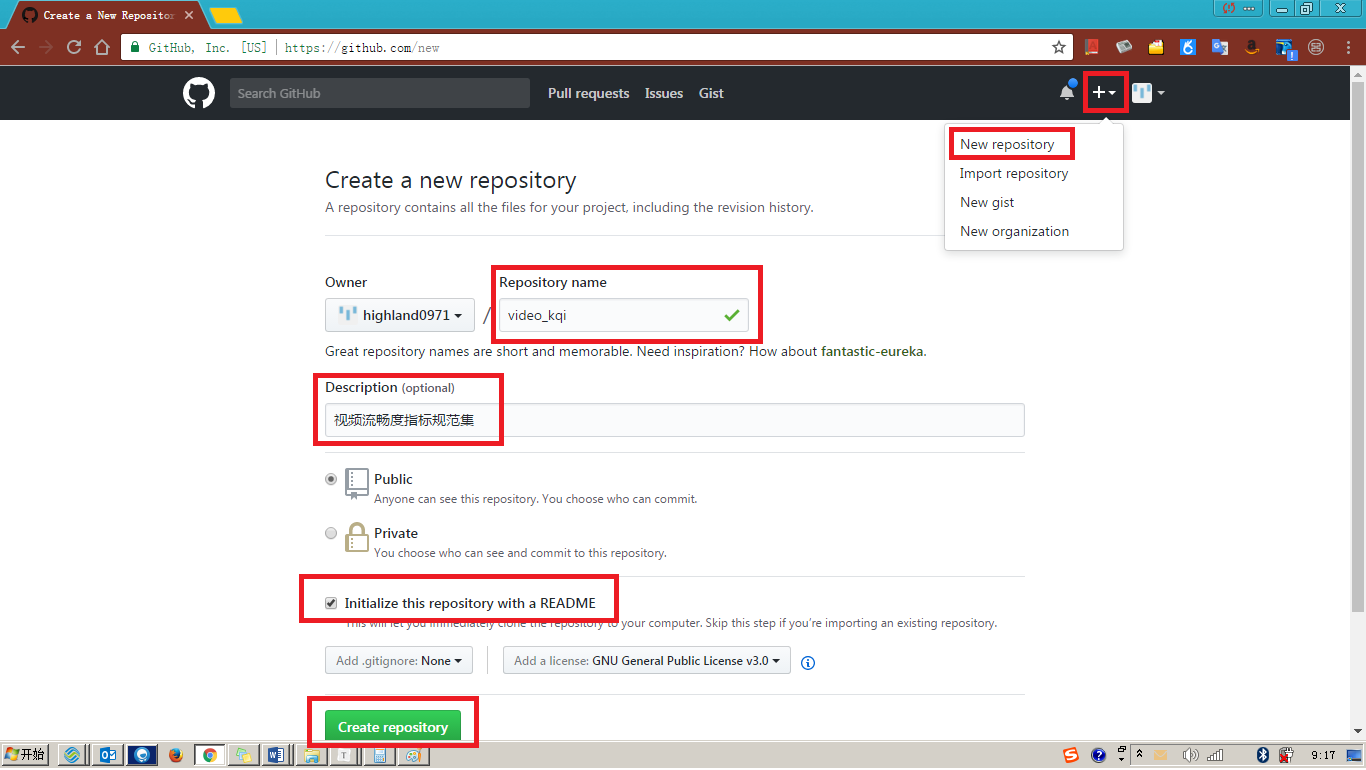 Create a New Repositor
GitHub, Inc. [US] https://github.com/new
Search GitHub Pull requests Issues Gist
New repository
Import repository
New gist
New organization
Create a new repository
A repository contains all the files for your project, including the revision history.
Owner Repository name
highland0971 / video_kqi
Great repository names are short and memorable. Need inspiration? How about fantastic-eureka.
Description (optional)
视频流畅度指标规范集
Public
Anyone can see this repository. You choose who can commit.
Private
You choose who can see and commit to this repository.
Initialize this repository with a README
This will let you immediately clone the repository to your computer. Skip this step if you're importing an existing repository.
Add .gitignore: None Add a license: GNU General Public License v3.0
Create repository
开始 9:17